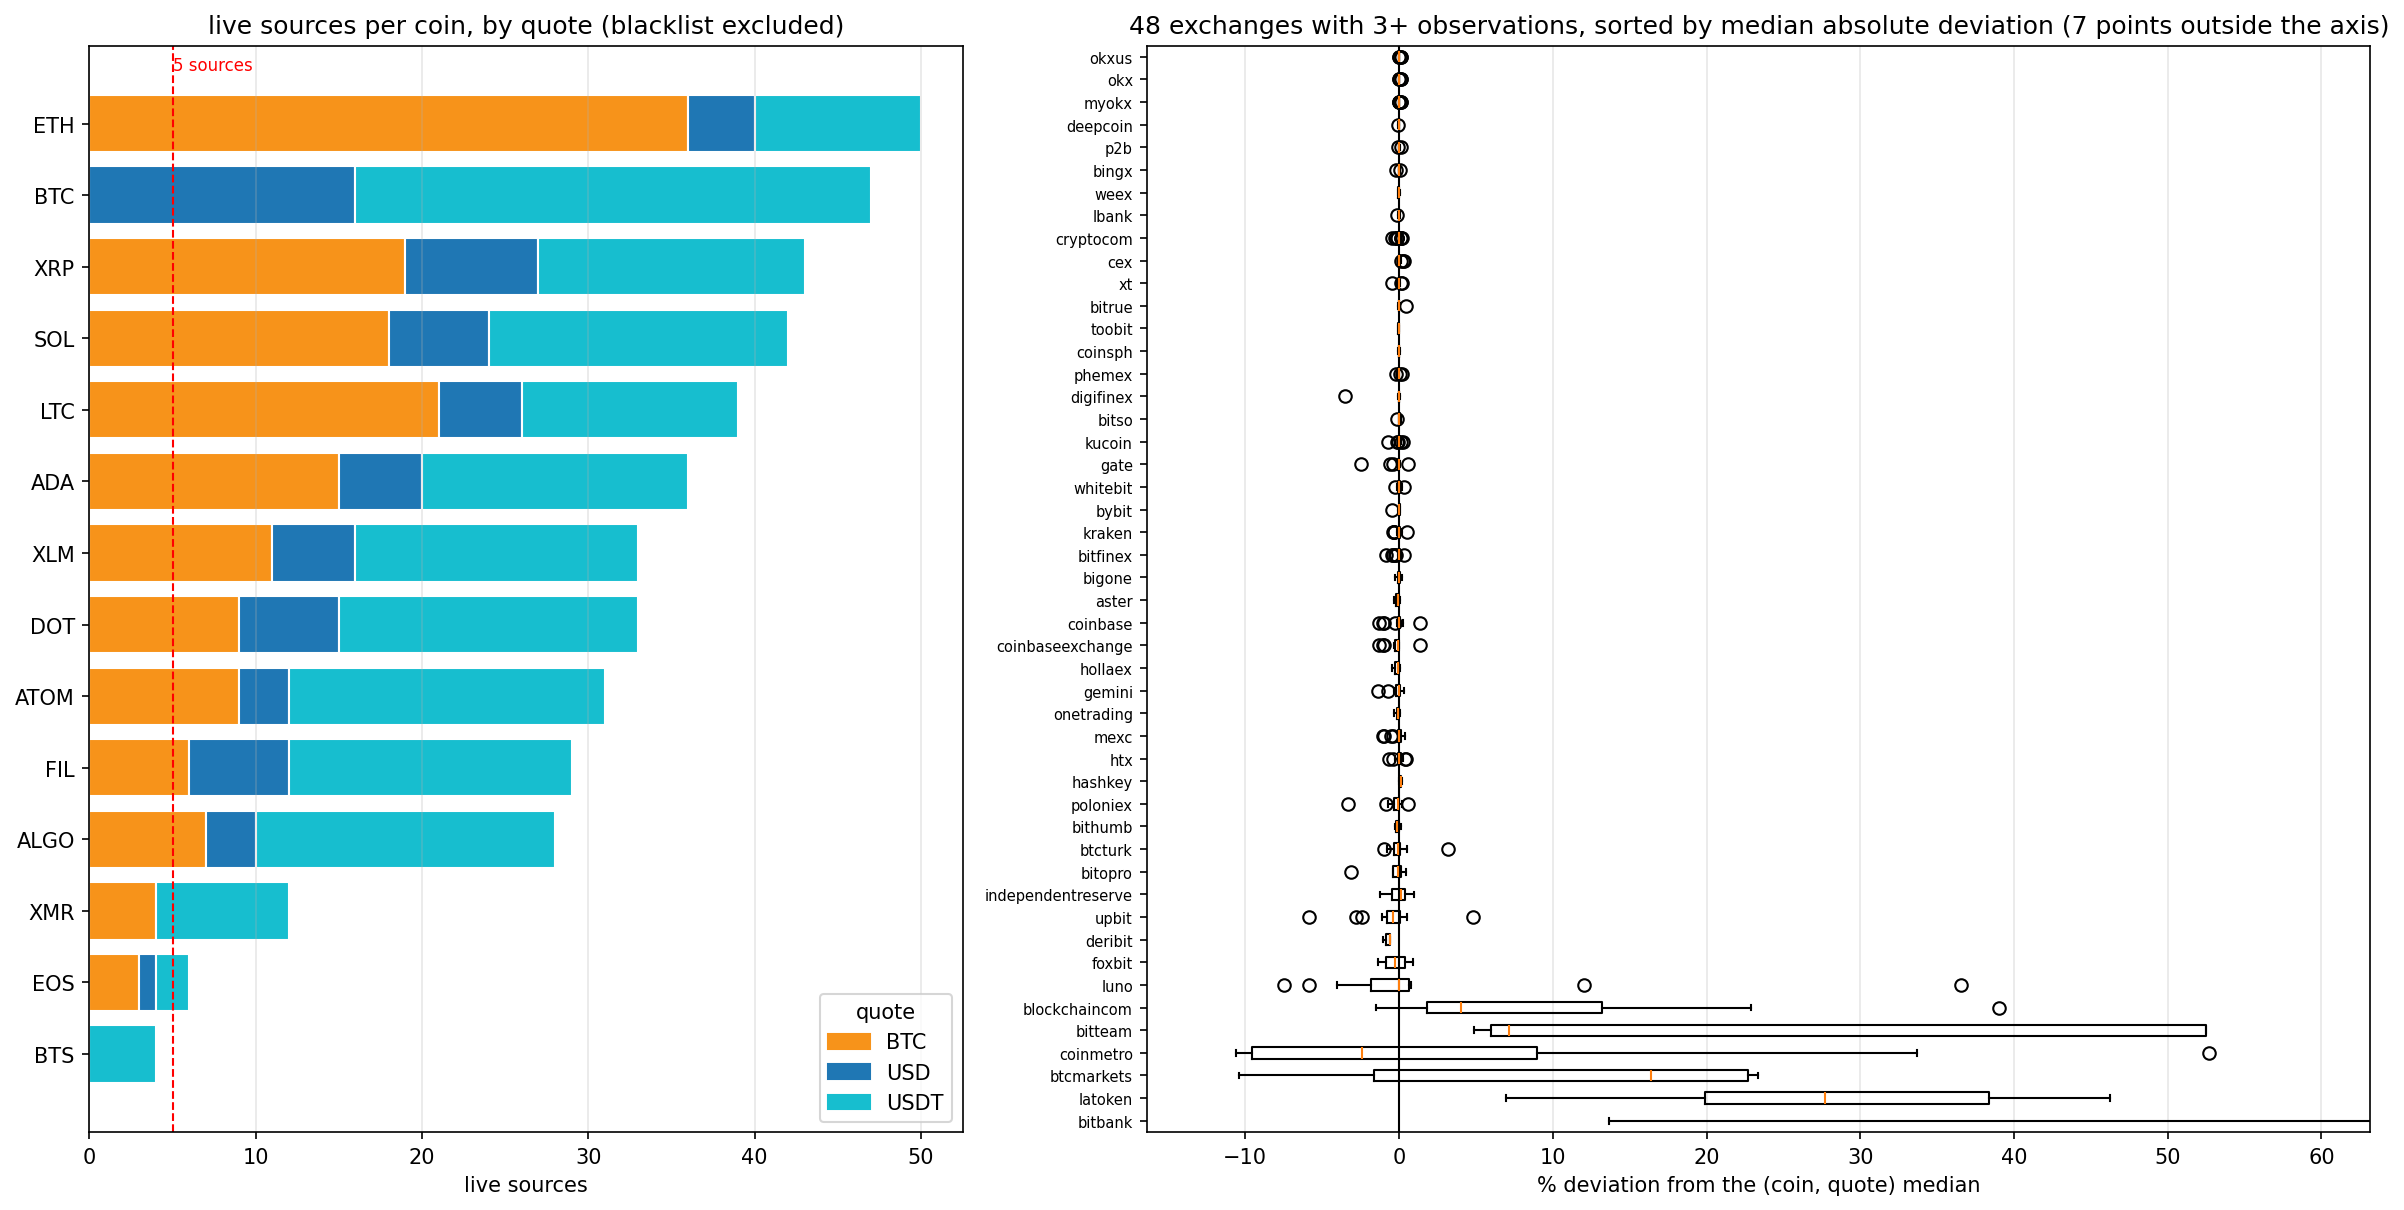 live sources per coin, by quote (blacklist excluded)
5 sources
ETH
BTC
XRP
SOL
LTC
ADA
XLM
DOT
ATOM
FIL
ALGO
XMR
EOS
BTS
quote
BTC
USD
USDT
0 10 20 30 40 50
live sources
48 exchanges with 3+ observations, sorted by median absolute deviation (7 points outside the axis)
okxus
okx
myokx
deepcoin
p2b
bingx
weex
lbank
cryptocom
cex
xt
bitrue
toobit
coinsph
phemex
digifinex
bitso
kucoin
gate
whitebit
bybit
kraken
bitfinex
bigone
aster
coinbase
coinbaseexchange
hollaex
gemini
onetrading
mexc
htx
hashkey
poloniex
bithumb
btcturk
bitopro
independentreserve
upbit
deribit
foxbit
luno
blockchaincom
bitteam
coinmetro
btcmarkets
latoken
bitbank
−10 0 10 20 30 40 50 60
% deviation from the (coin, quote) median